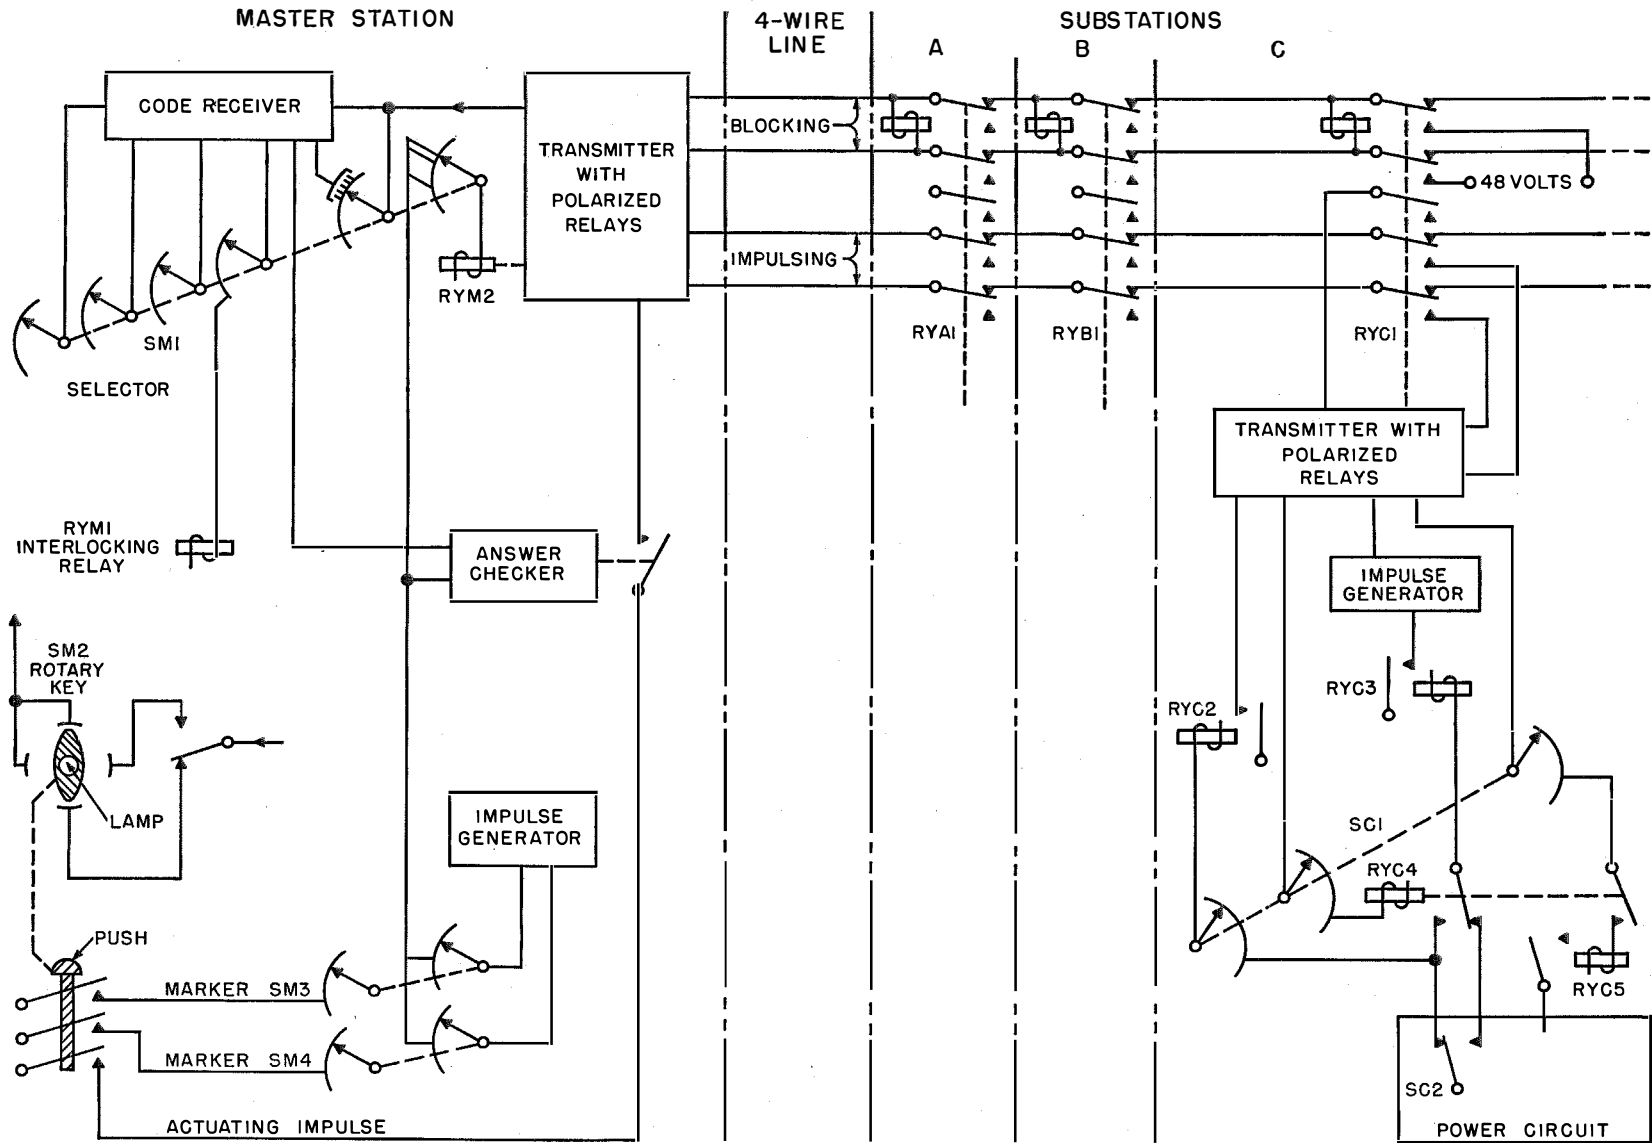 MASTER STATION
4-WIRE
LINE
SUBSTATIONS
A
B
C
CODE RECEIVER
TRANSMITTER
WITH
POLARIZED
RELAYS
BLOCKING
IMPULSING
48 VOLTS
RYM2
SM1
SELECTOR
RYA1
RYB1
RYC1
TRANSMITTER WITH
POLARIZED
RELAYS
RYM1
INTERLOCKING
RELAY
ANSWER
CHECKER
IMPULSE
GENERATOR
SM2
ROTARY
KEY
LAMP
RYC2
RYC3
IMPULSE
GENERATOR
SC1
RYC4
PUSH
MARKER SM3
MARKER SM4
RYC5
SC2
ACTUATING IMPULSE
POWER CIRCUIT